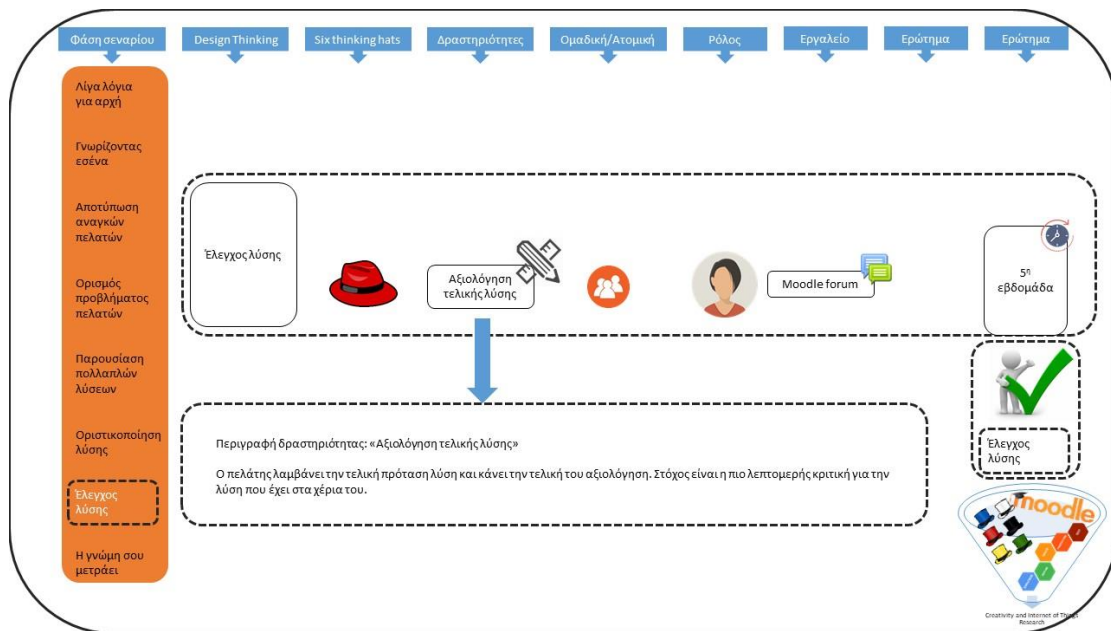 Φάση σεναρίου
Design Thinking
Six thinking hats
Δραστηριότητες
Ομαδική/Ατομική
Ρόλος
Εργαλείο
Ερώτημα
Ερώτημα
Λίγα λόγια
για αρχή
Γνωρίζοντας
εσένα
Αποτύπωση
αναγκών
πελατών
Ορισμός
προβλήματος
πελατών
Παρουσίαση
πολλαπλών
λύσεων
Οριστικοποίηση
λύσης
Έλεγχος
λύσης
Η γνώμη σου
μετράει
Έλεγχος λύσης
Αξιολόγηση
τελικής λύσης
Moodle forum
5η
εβδομάδα
Περιγραφή δραστηριότητας: «Αξιολόγηση τελικής λύσης»
Ο πελάτης λαμβάνει την τελική πρόταση λύση και κάνει την τελική του αξιολόγηση. Στόχος είναι η πιο λεπτομερής κριτική για την
λύση που έχει στα χέρια του.
Έλεγχος
λύσης
moodle
Creativity and Internet of Things
Research